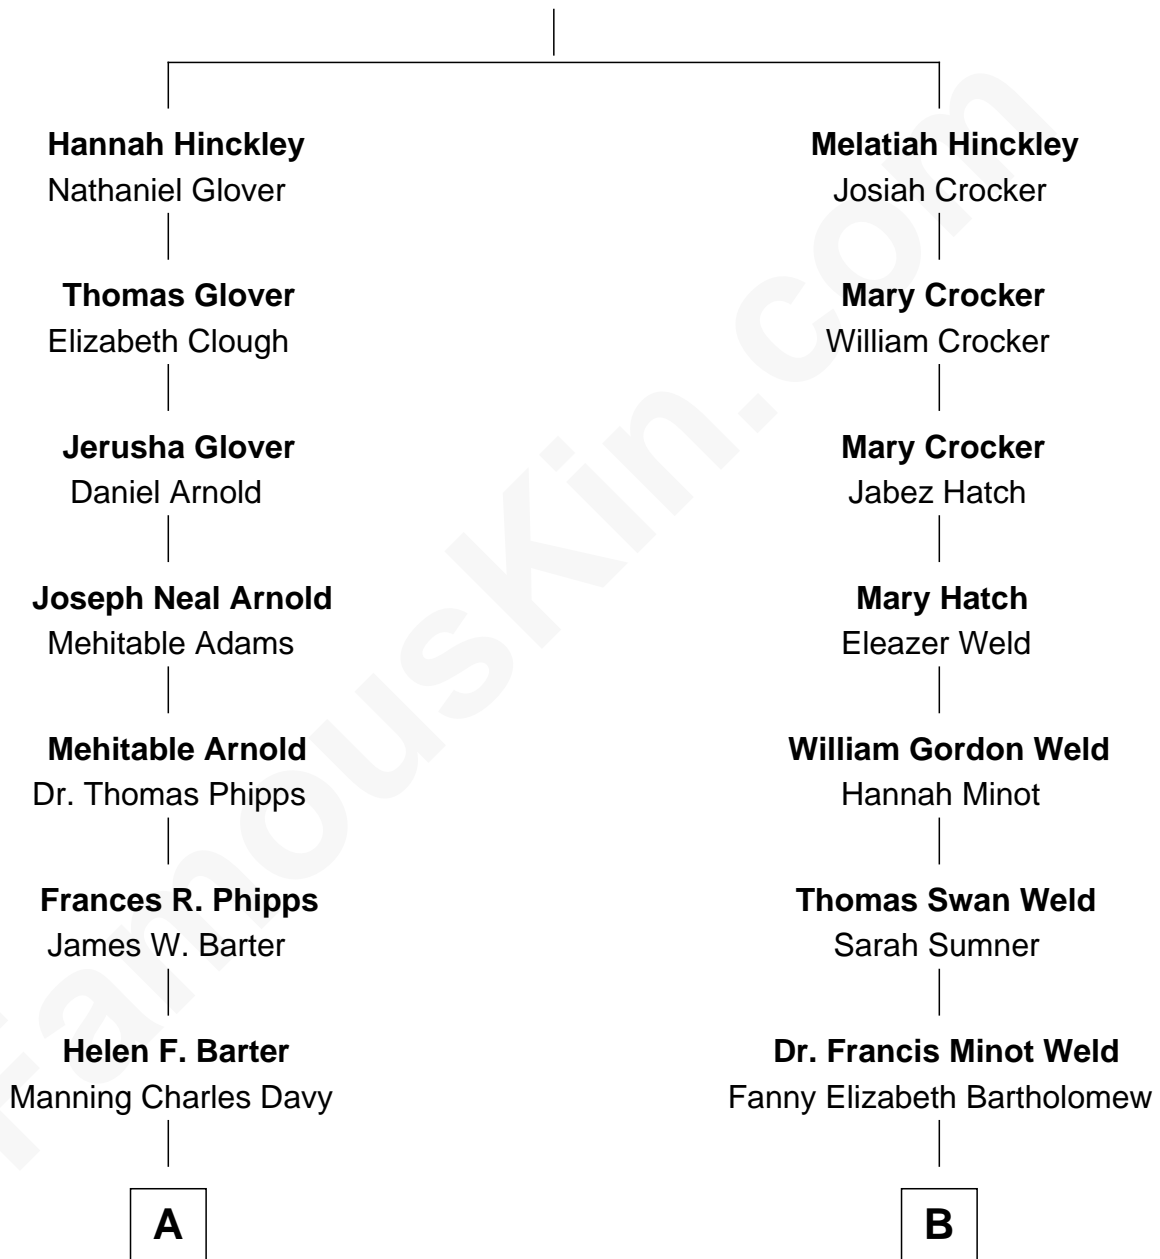 Hannah Hinckley
Nathaniel Glover
Thomas Glover
Elizabeth Clough
Jerusha Glover
Daniel Arnold
Joseph Neal Arnold
Mehitable Adams
Mehitable Arnold
Dr. Thomas Phipps
Frances R. Phipps
James W. Barter
Helen F. Barter
Manning Charles Davy
A
Melatiah Hinckley
Josiah Crocker
Mary Crocker
William Crocker
Mary Crocker
Jabez Hatch
Mary Hatch
Eleazer Weld
William Gordon Weld
Hannah Minot
Thomas Swan Weld
Sarah Sumner
Dr. Francis Minot Weld
Fanny Elizabeth Bartholomew
B
FamousKin.com